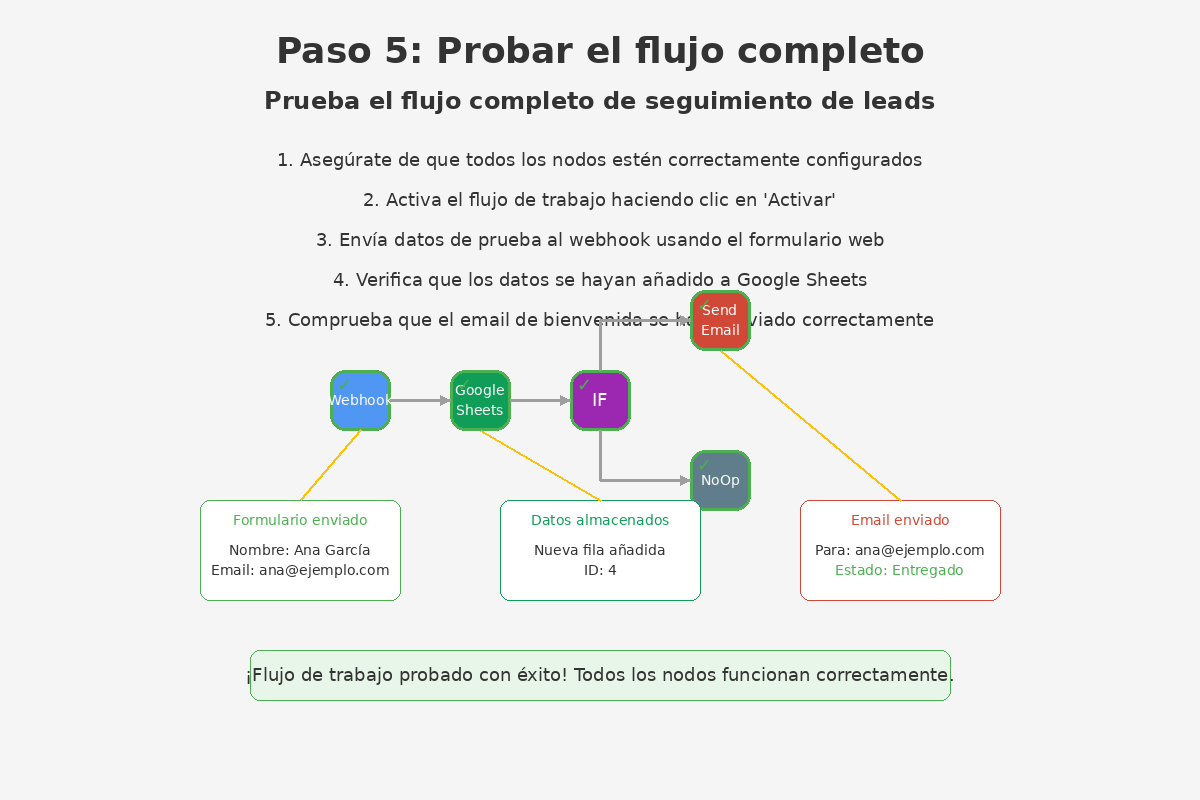 Paso 5: Probar el flujo completo
Prueba el flujo completo de seguimiento de leads
1. Asegúrate de que todos los nodos estén correctamente configurados
2. Activa el flujo de trabajo haciendo clic en 'Activar'
3. Envía datos de prueba al webhook usando el formulario web
4. Verifica que los datos se hayan añadido a Google Sheets
5. Comprueba que el email de bienvenida se viado correctamente
Send
Email
Webhook
Google
Sheets
IF
NoOp
Formulario enviado
Nombre: Ana García
Email: ana@ejemplo.com
Datos almacenados
Nueva fila añadida
ID: 4
Email enviado
Para: ana@ejemplo.com
Estado: Entregado
¡Flujo de trabajo probado con éxito! Todos los nodos funcionan correctamente.